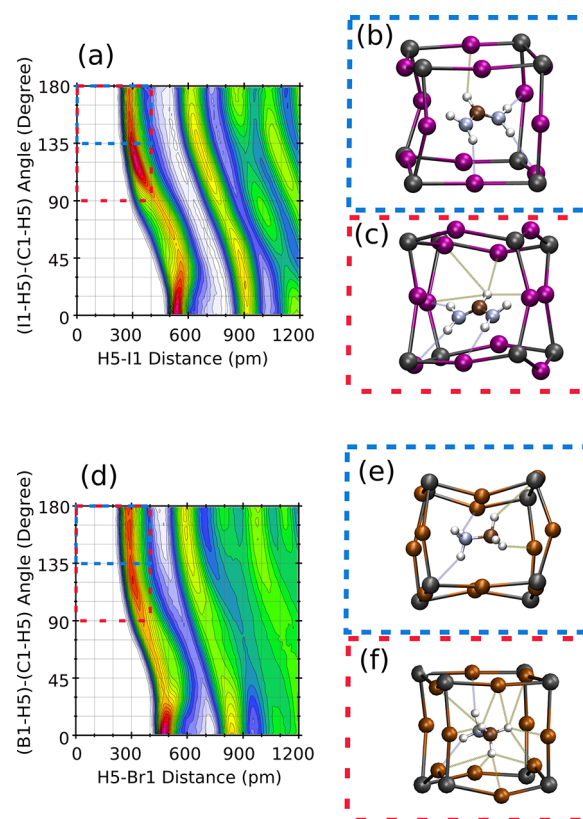 (a)
(b)
180
135
90
45
0
(I1-H5)-(C1-H5) Angle (Degree)
0 300 600 900 1200
H5-I1 Distance (pm)
(c)
(d)
(e)
180
135
90
45
0
(B1-H5)-(C1-H5) Angle (Degree)
0 300 600 900 1200
H5-Br1 Distance (pm)
(f)